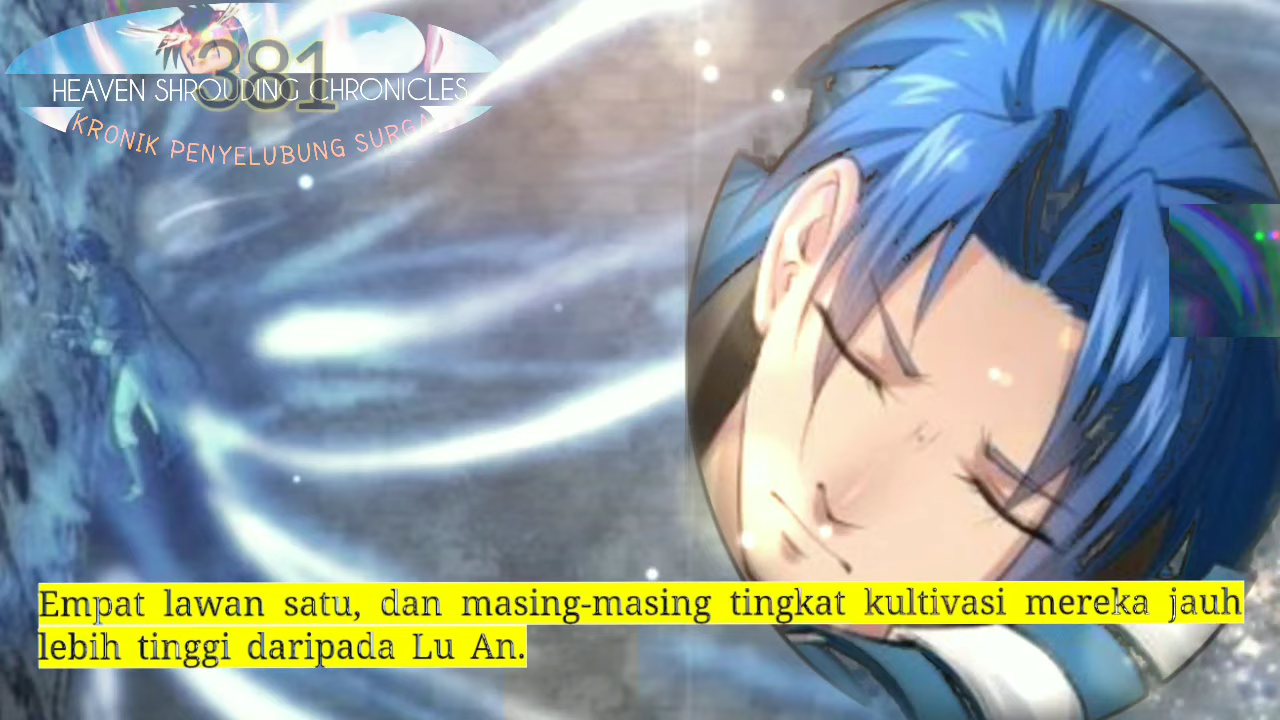 381
HEAVEN SHROUDING CHRONICLES
KRONIK PENYELUBUNG SURGA
Empat lawan satu, dan masing-masing tingkat kultivasi mereka jauh
lebih tinggi daripada Lu An.